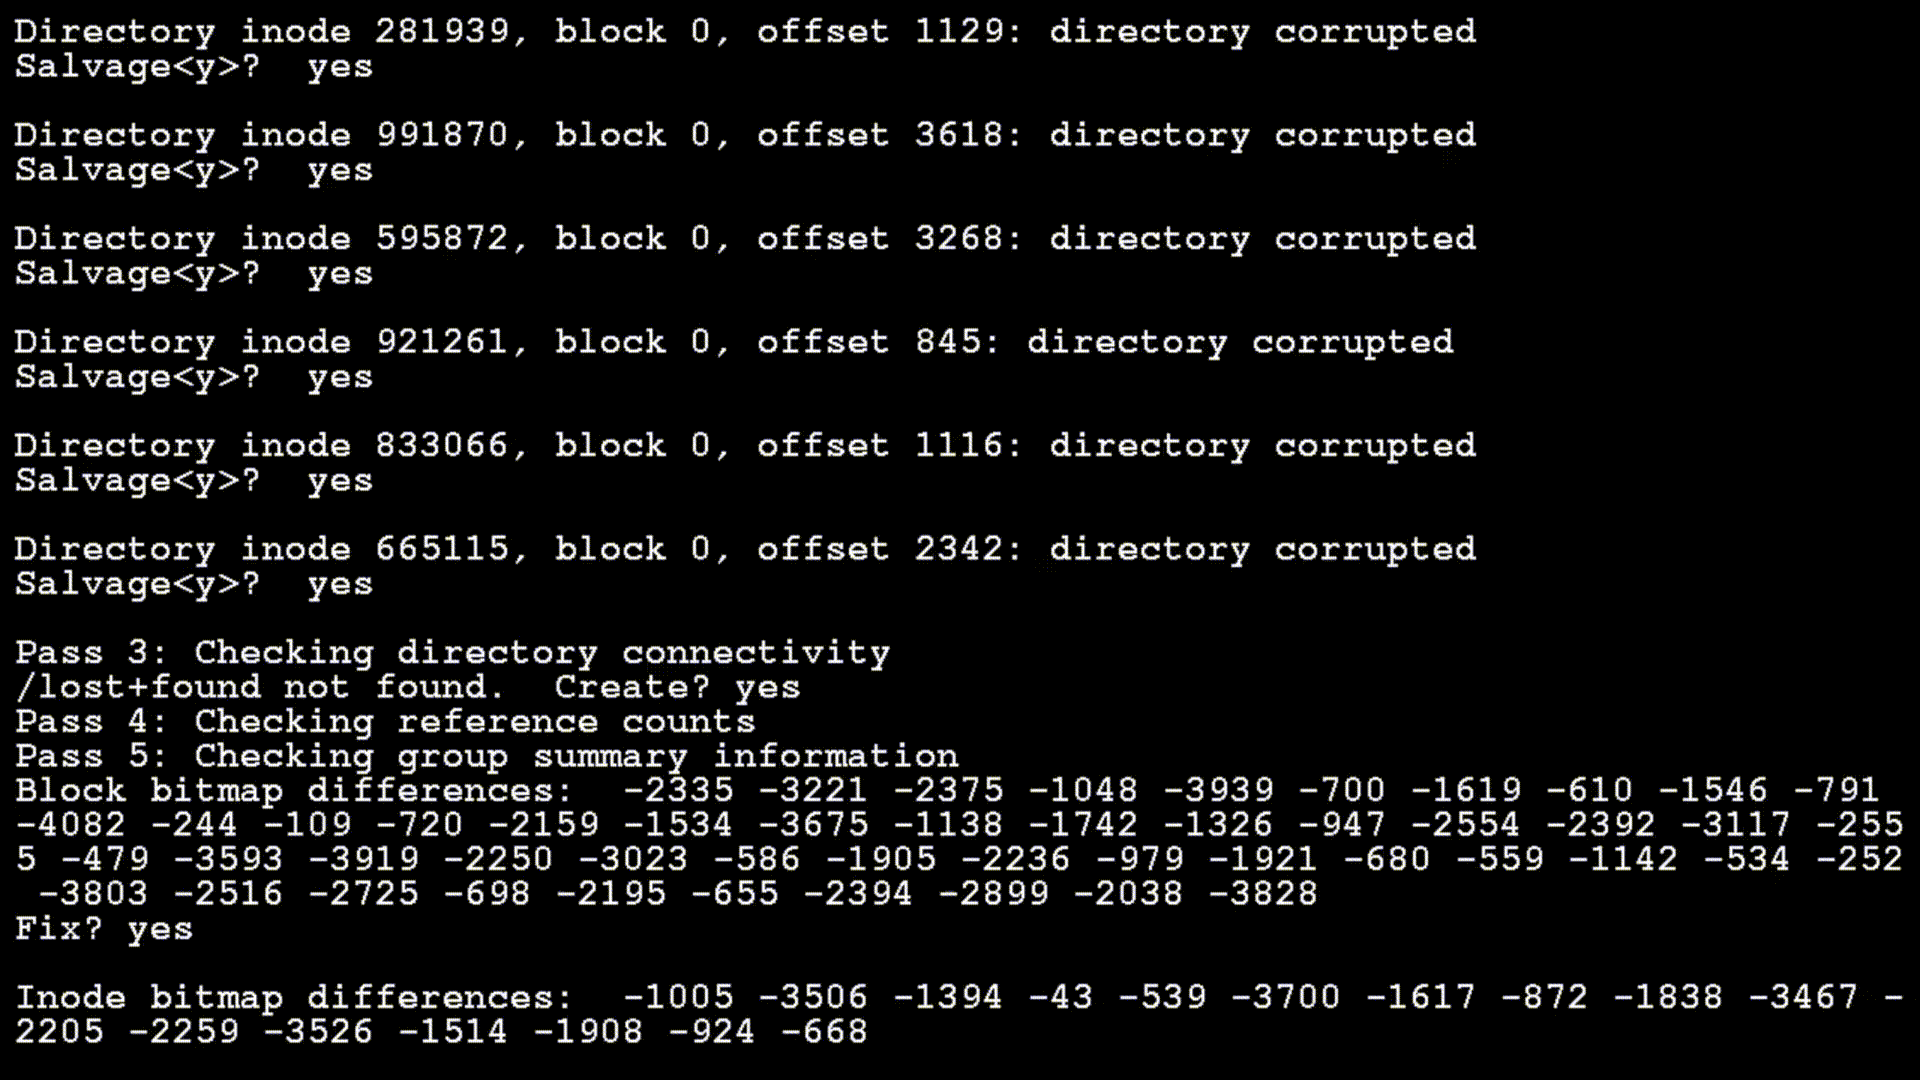 Directory inode 281939, block 0, offset 1129: directory corrupted
Salvage<y>?  yes
Directory inode 991870, block 0, offset 3618: directory corrupted
Salvage<y>?  yes
Directory inode 595872, block 0, offset 3268: directory corrupted
Salvage<y>?  yes
Directory inode 921261, block 0, offset 845: directory corrupted
Salvage<y>?  yes
Directory inode 833066, block 0, offset 1116: directory corrupted
Salvage<y>?  yes
Directory inode 665115, block 0, offset 2342: directory corrupted
Salvage<y>?  yes
Pass 3: Checking directory connectivity
/lost+found not found.  Create? yes
Pass 4: Checking reference counts
Pass 5: Checking group summary information
Block bitmap differences:  -2335 -3221 -2375 -1048 -3939 -700 -1619 -610 -1546 -791
-4082 -244 -109 -720 -2159 -1534 -3675 -1138 -1742 -1326 -947 -2554 -2392 -3117 -255
5 -479 -3593 -3919 -2250 -3023 -586 -1905 -2236 -979 -1921 -680 -559 -1142 -534 -252
-3803 -2516 -2725 -698 -2195 -655 -2394 -2899 -2038 -3828
Fix? yes
Inode bitmap differences:  -1005 -3506 -1394 -43 -539 -3700 -1617 -872 -1838 -3467 -
2205 -2259 -3526 -1514 -1908 -924 -668